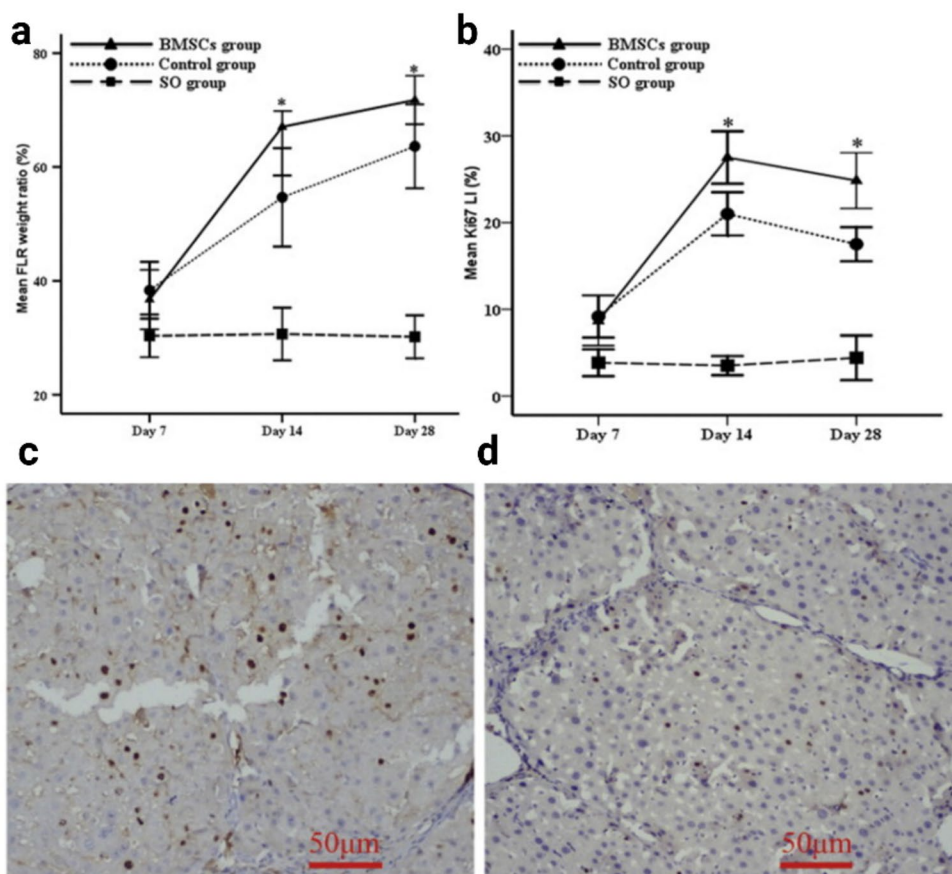 a
BMSCs group
Control group
SO group
Mean FLR weight ratio (%)
80
60
40
20
*
*
Day 7
Day 14
Day 28
b
BMSCs group
Control group
SO group
Mean Ki67 LI (%)
40
30
20
10
0
*
*
Day 7
Day 14
Day 28
c
50μm
d
50μm